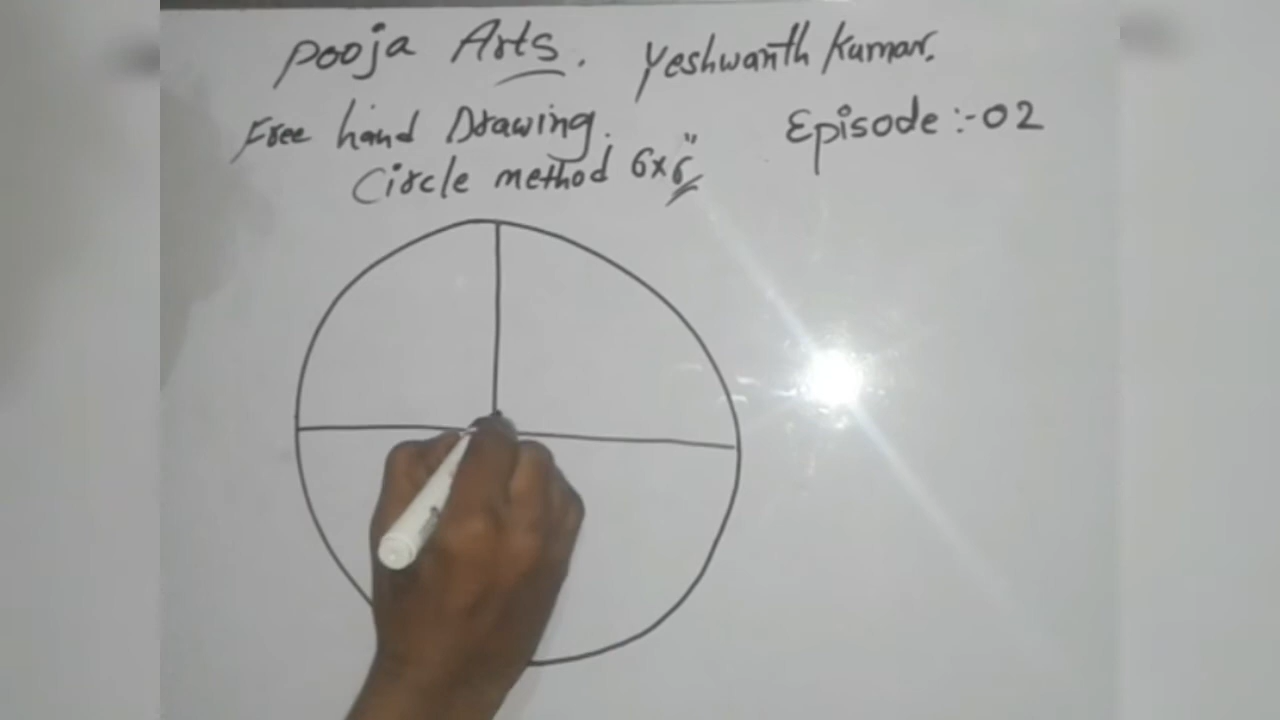 Pooja Arts. Yeshwanth Kumar.
Free hand Drawing. Episode :- 02
Circle method 6x6"